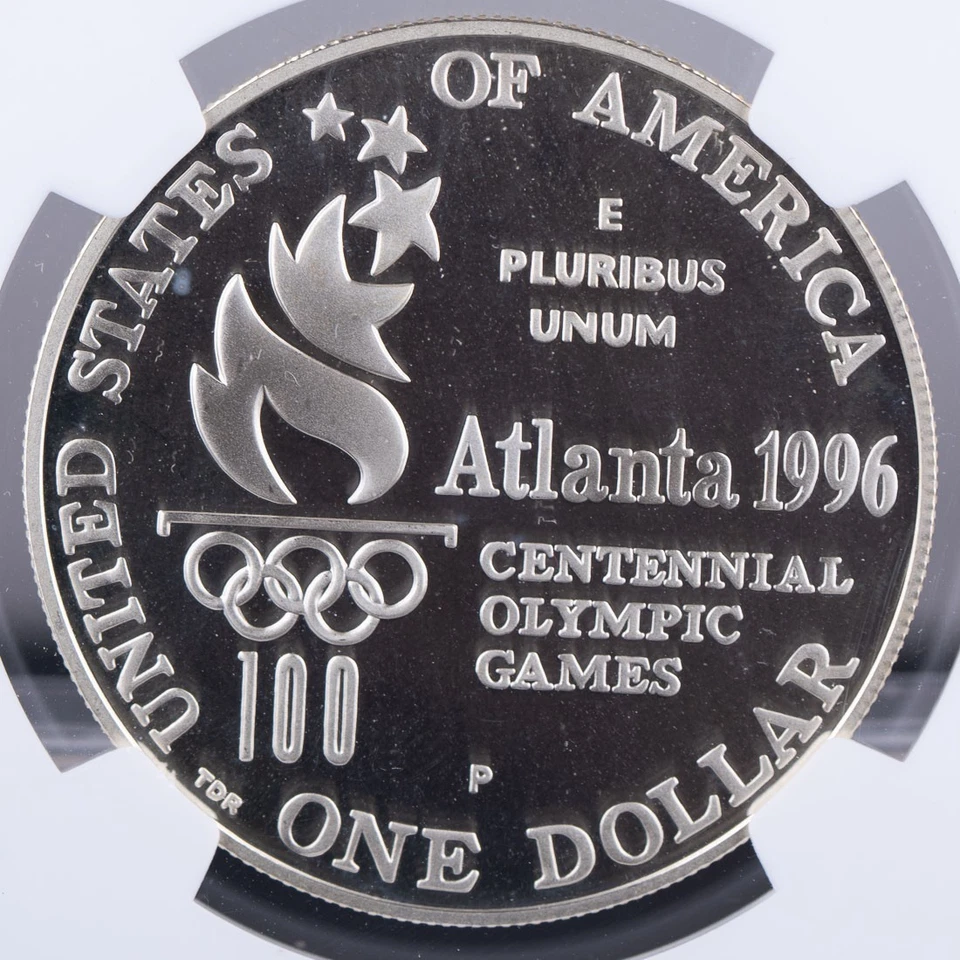 UNITED STATES OF AMERICA
E
PLURIBUS
UNUM
Atlanta 1996
CENTENNIAL
OLYMPIC
GAMES
100
P
TDR
ONE DOLLAR